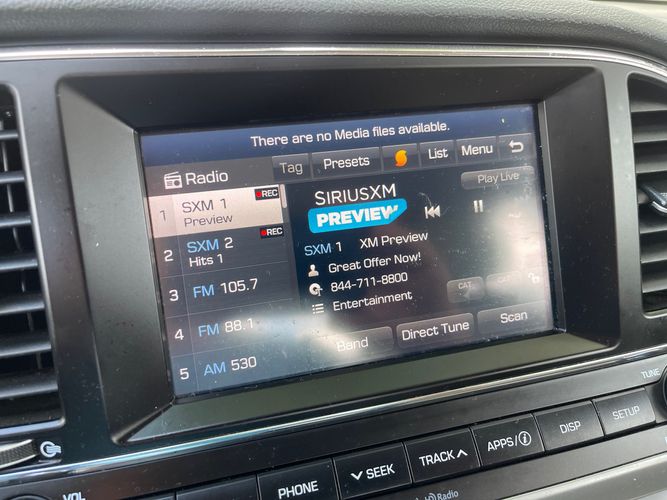 There are no Media files available.
Radio
Tag
Presets
List
Menu
1 SXM 1 REC
Preview
2 SXM 2 REC
Hits 1
3 FM 105.7
4 FM 88.1
5 AM 530
Play Live
SIRIUSXM
PREVIEW
SXM 1 XM Preview
Great Offer Now!
844-711-8800
Entertainment
CAT
Band
Direct Tune
Scan
TUNE
VOL
PHONE
SEEK
TRACK
APPS/i
DISP
SETUP
Radio